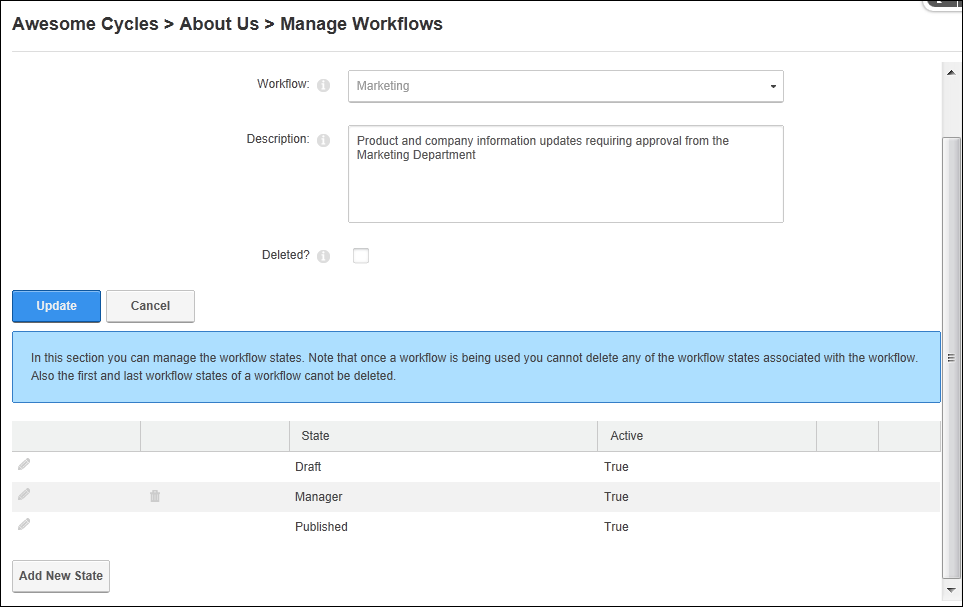 Awesome Cycles > About Us > Manage Workflows
Workflow:
Marketing
Description:
Product and company information updates requiring approval from the
Marketing Department
Deleted?
Update Cancel
In this section you can manage the workflow states. Note that once a workflow is being used you cannot delete any of the workflow states associated with the workflow.
Also the first and last workflow states of a workflow canot be deleted.
State Active
Draft True
Manager True
Published True
Add New State